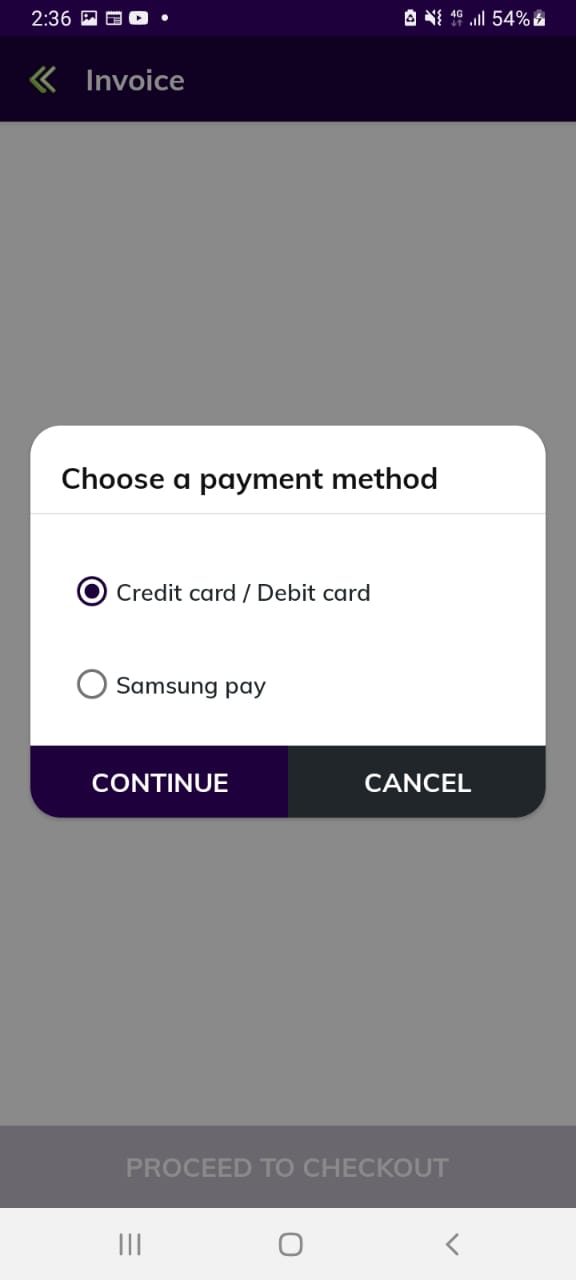 2:36
4G
54%
Invoice
Choose a payment method
Credit card / Debit card
Samsung pay
CONTINUE
CANCEL
PROCEED TO CHECKOUT